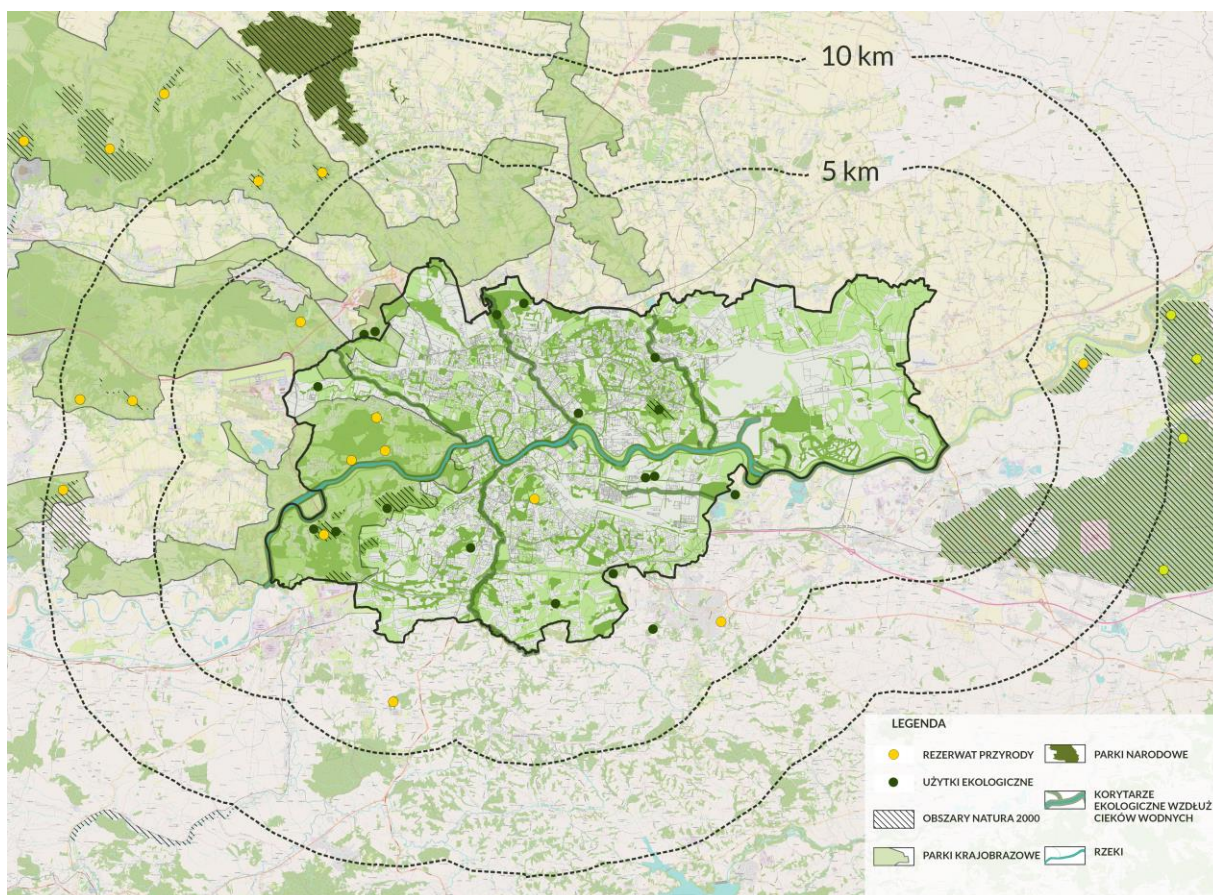 10 km
5 km
LEGENDA
REZERWAT PRZYRODY
UŻYTKI EKOLOGICZNE
OBSZARY NATURA 2000
PARKI KRAJOBRAZOWE
PARKI NARODOWE
KORYTARZE
EKOLOGICZNE WZDŁUŻ
CIEKÓW WODNYCH
RZEKI